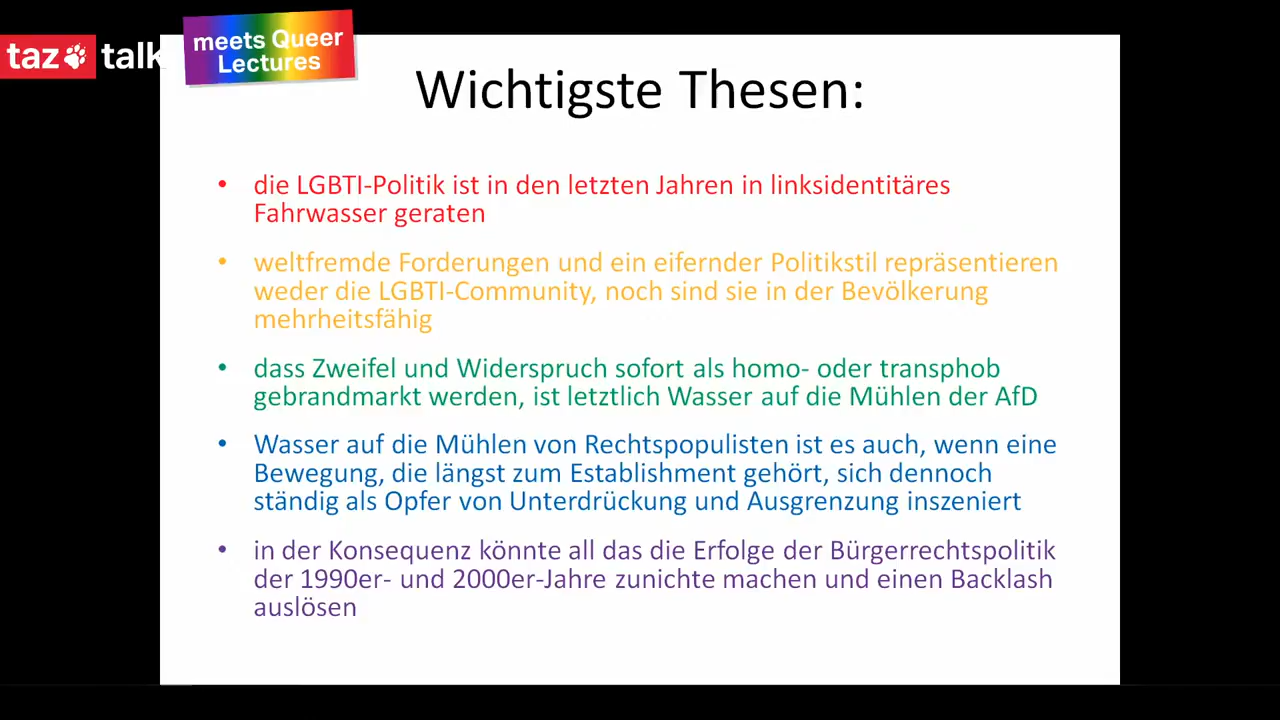 taz talk
meets Queer
Lectures
Wichtigste Thesen:
• die LGBTI-Politik ist in den letzten Jahren in linksidentitäres
Fahrwasser geraten
• weltfremde Forderungen und ein eifernder Politikstil repräsentieren
weder die LGBTI-Community, noch sind sie in der Bevölkerung
mehrheitsfähig
• dass Zweifel und Widerspruch sofort als homo- oder transphob
gebrandmarkt werden, ist letztlich Wasser auf die Mühlen der AfD
• Wasser auf die Mühlen von Rechtspopulisten ist es auch, wenn eine
Bewegung, die längst zum Establishment gehört, sich dennoch
ständig als Opfer von Unterdrückung und Ausgrenzung inszeniert
• in der Konsequenz könnte all das die Erfolge der Bürgerrechtspolitik
der 1990er- und 2000er-Jahre zunichte machen und einen Backlash
auslösen